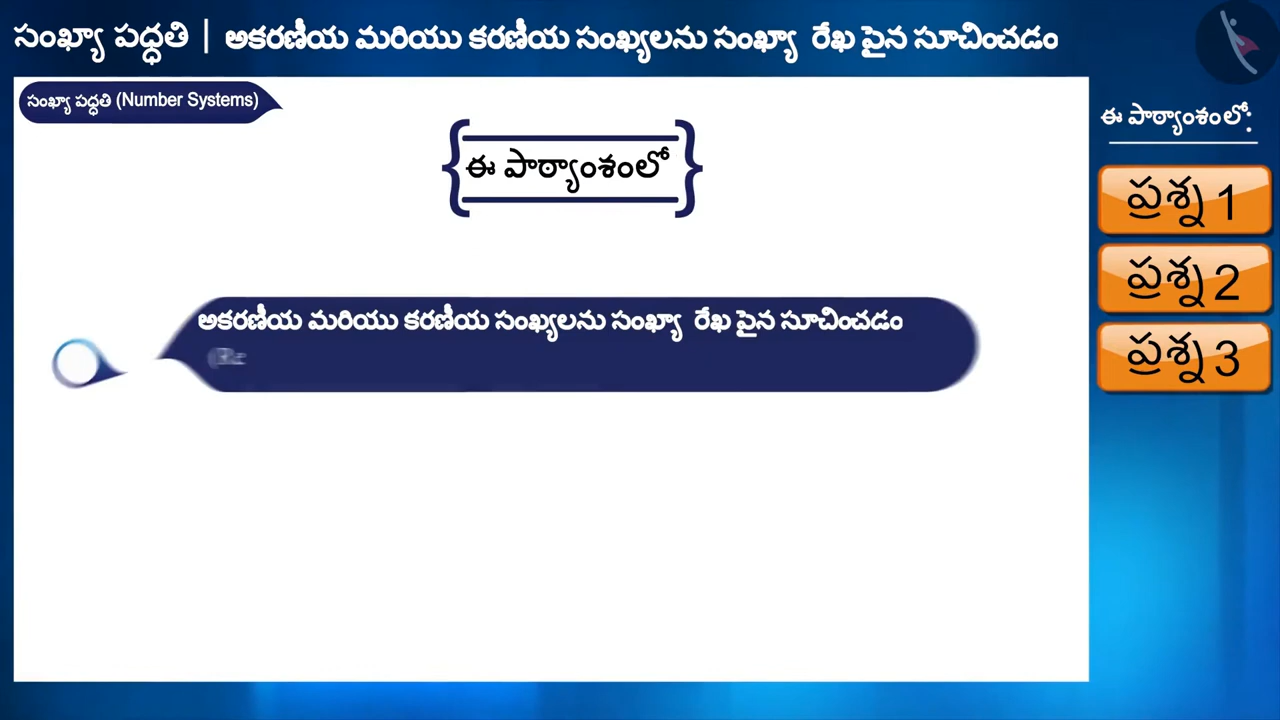 సంఖ్యా పద్ధతి | అకరణీయ మరియు కరణీయ సంఖ్యలను సంఖ్యా రేఖ పైన సూచించడం
సంఖ్యా పద్ధతి (Number Systems)
ఈ పాఠ్యాంశంలో
అకరణీయ మరియు కరణీయ సంఖ్యలను సంఖ్యా రేఖ పైన సూచించడం
ఈ పాఠ్యాంశంలో:
ప్రశ్న 1
ప్రశ్న 2
ప్రశ్న 3